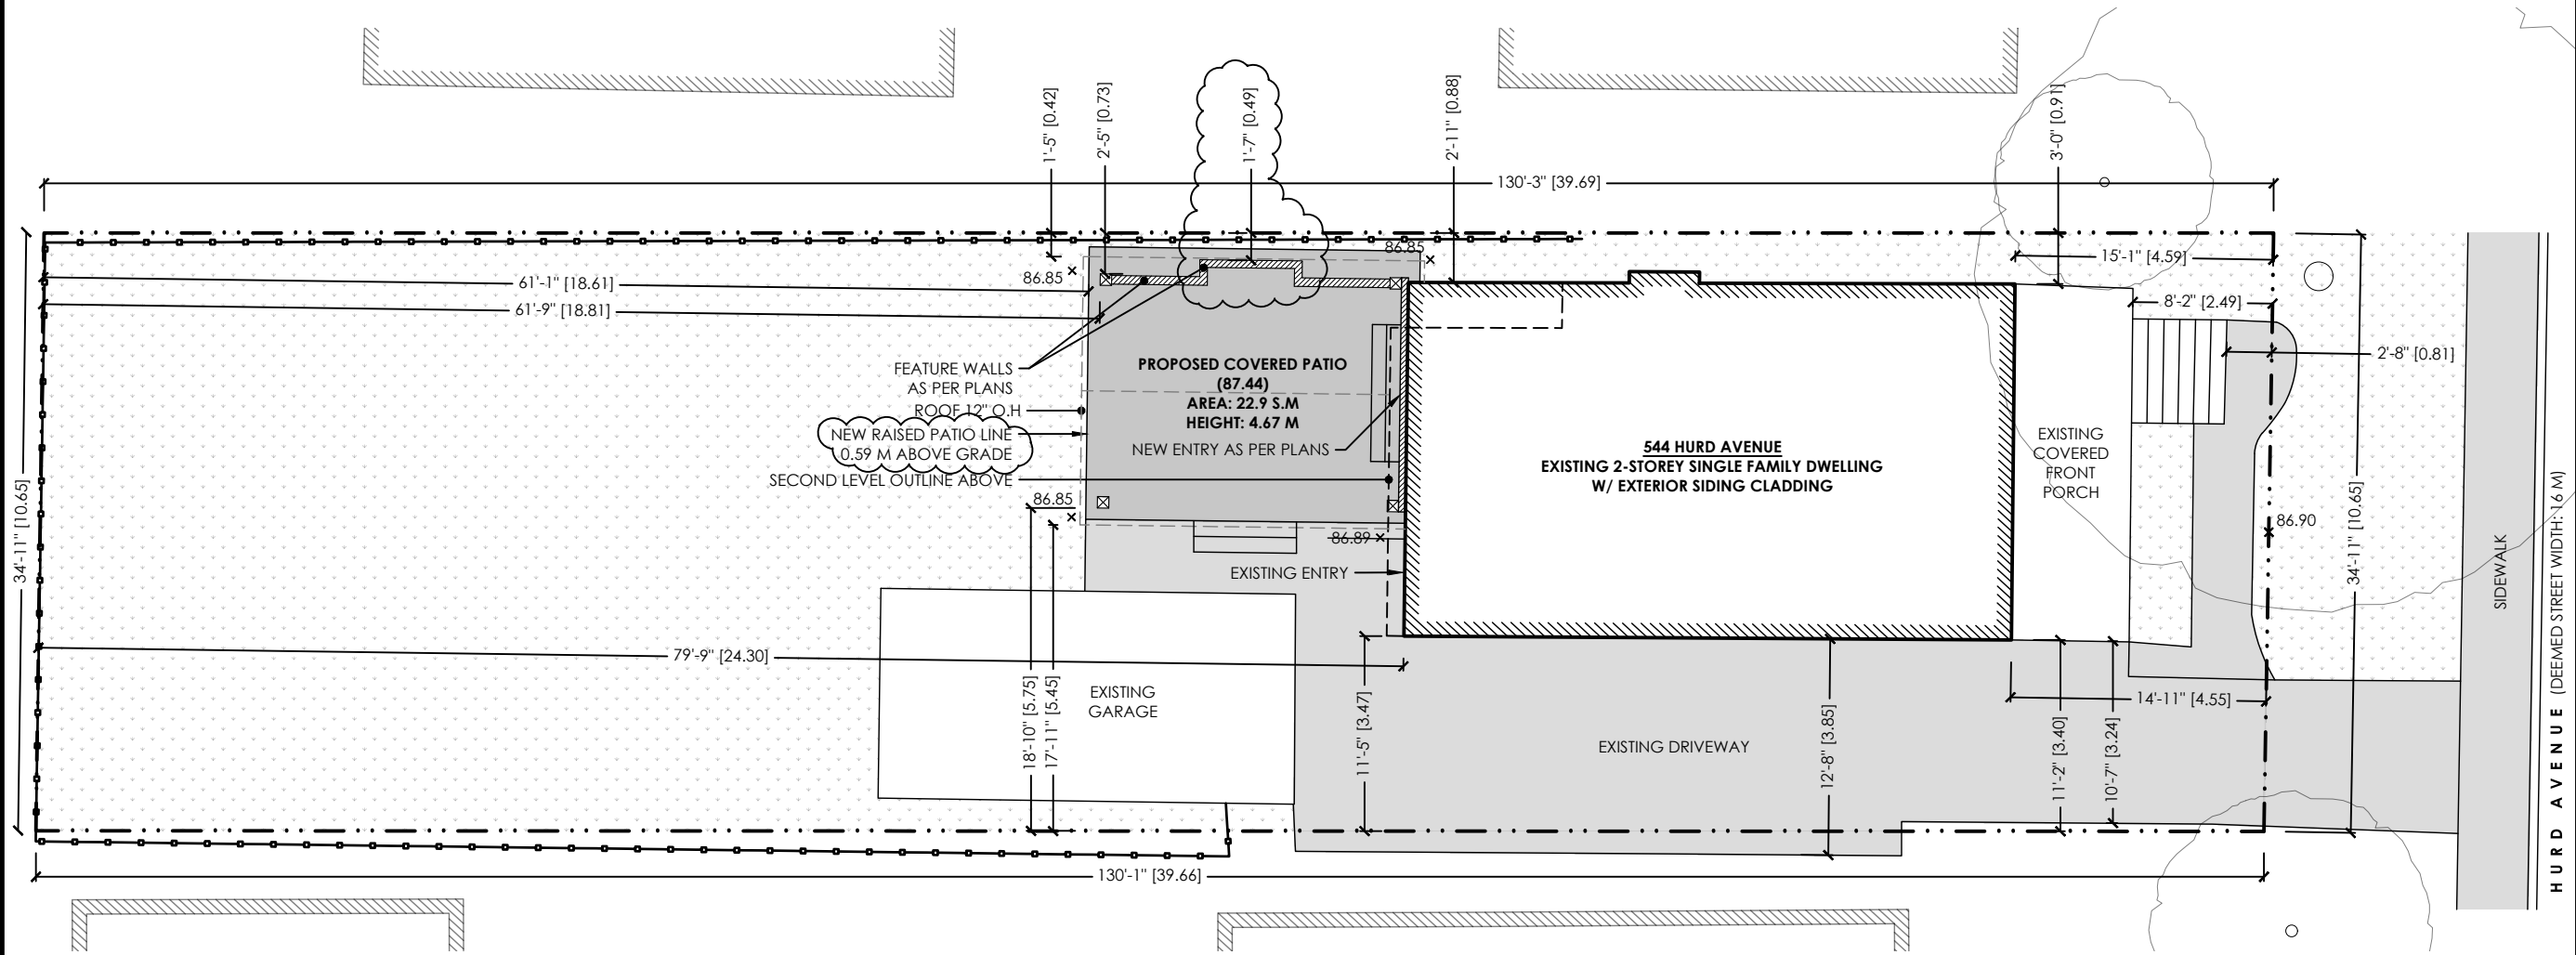 1'-5" [0.42]
2'-5" [0.73]
1'-7" [0.49]
2'-11" [0.88]
3'-0" [0.91]
130'-3" [39.69]
86.85
86.85
15'-1" [4.59]
61'-1" [18.61]
61'-9" [18.81]
8'-2" [2.49]
2'-8" [0.81]
FEATURE WALLS
AS PER PLANS
ROOF 12" O.H
NEW RAISED PATIO LINE
0.59 M ABOVE GRADE
SECOND LEVEL OUTLINE ABOVE
PROPOSED COVERED PATIO
(87.44)
AREA: 22.9 S.M
HEIGHT: 4.67 M
NEW ENTRY AS PER PLANS
544 HURD AVENUE
EXISTING 2-STOREY SINGLE FAMILY DWELLING
W/ EXTERIOR SIDING CLADDING
EXISTING
COVERED
FRONT
PORCH
86.85
86.89
86.90
34'-11" [10.65]
34'-11" [10.65]
EXISTING ENTRY
79'-9" [24.30]
18'-10" [5.75]
17'-11" [5.45]
EXISTING
GARAGE
11'-5" [3.47]
12'-8" [3.85]
EXISTING DRIVEWAY
14'-11" [4.55]
11'-2" [3.40]
10'-7" [3.24]
130'-1" [39.66]
SIDEWALK
HURD AVENUE (DEEMED STREET WIDTH: 16 M)